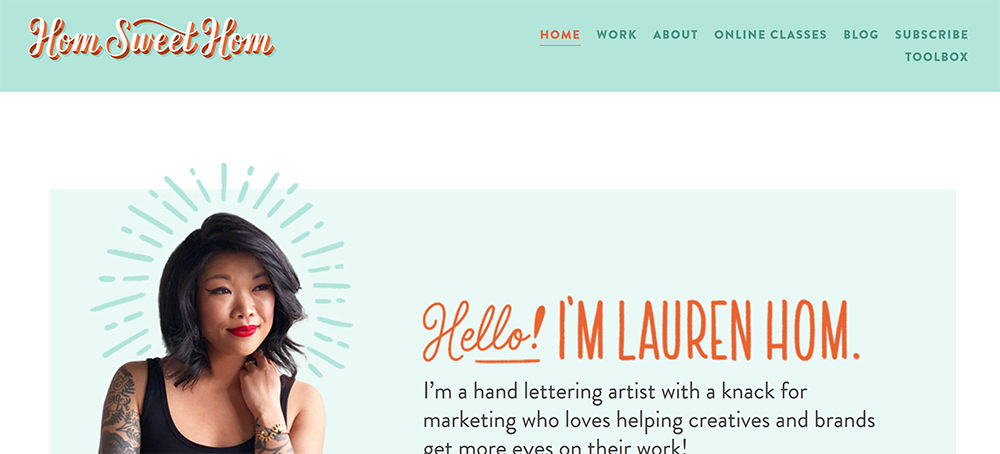 Hom Sweet Hom
HOME WORK ABOUT ONLINE CLASSES BLOG SUBSCRIBE
TOOLBOX
Hello! I'M LAUREN HOM.
I'm a hand lettering artist with a knack for
marketing who loves helping creatives and brands
get more eyes on their work!